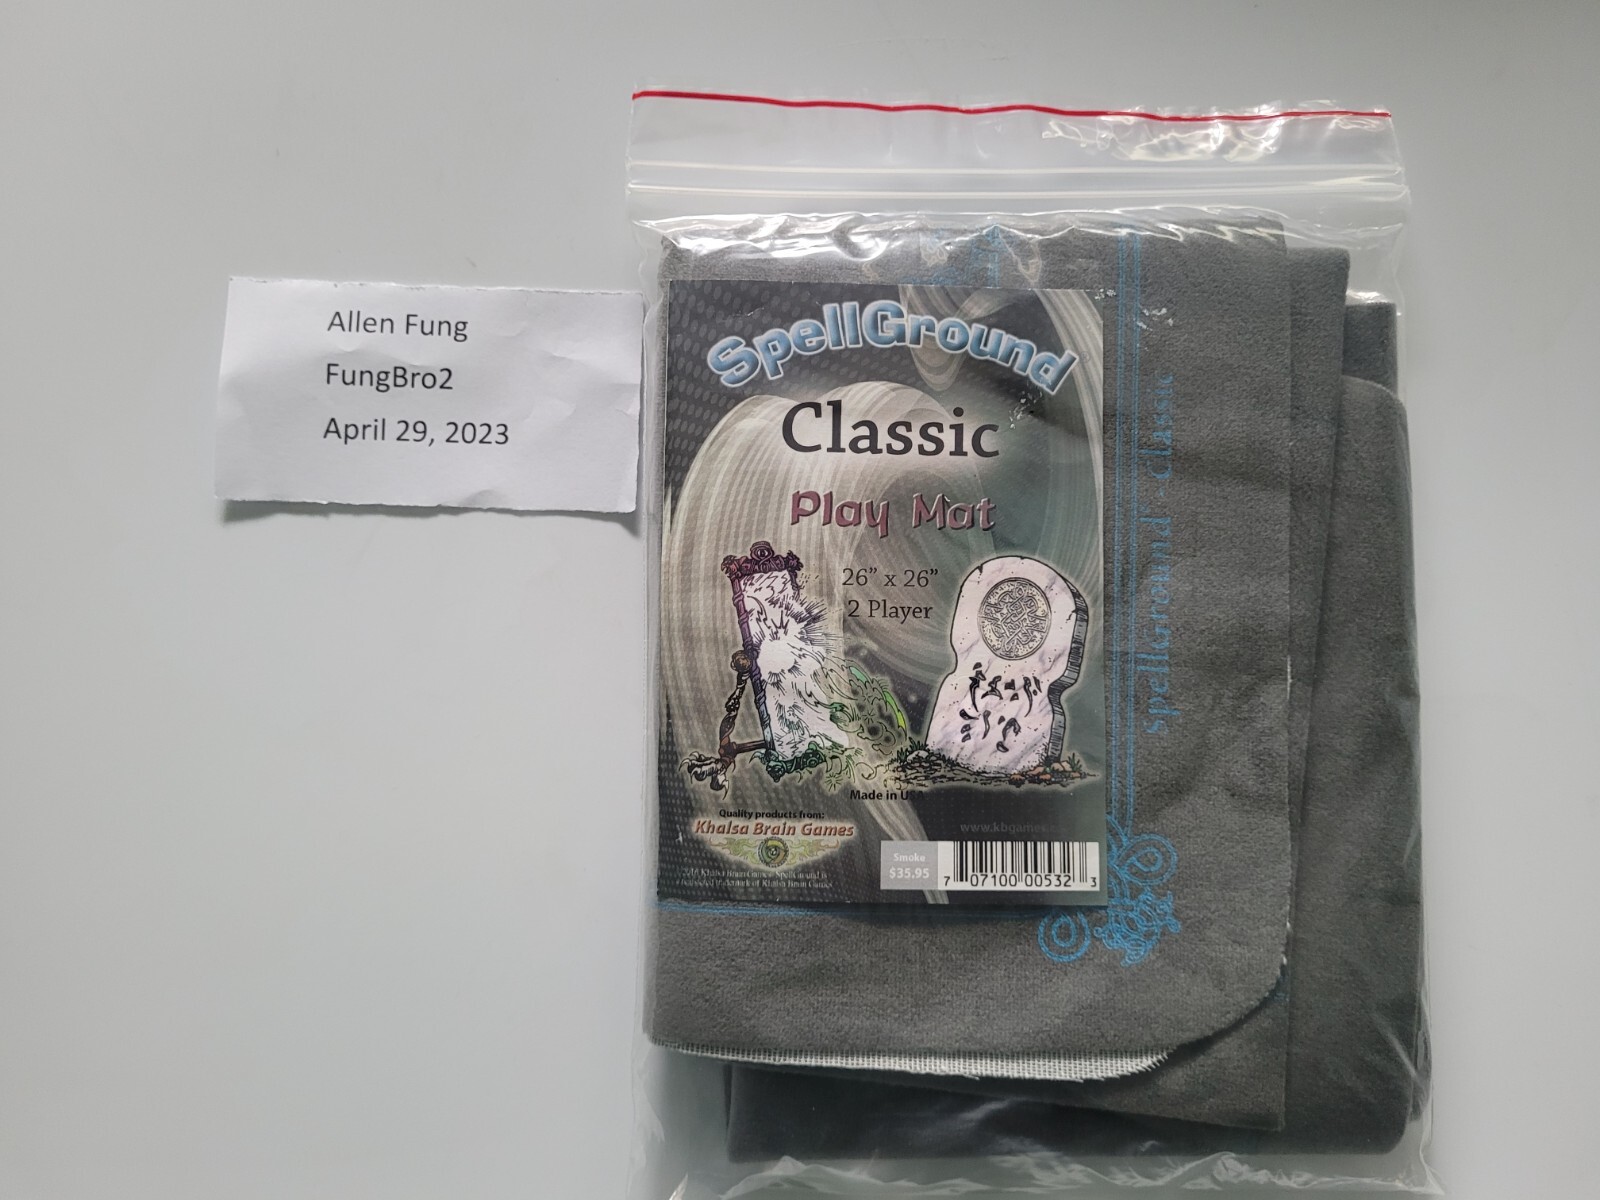 Allen Fung
FungBro2
April 29, 2023
SpellGround
Classic
Play Mat
26” x 26”
2 Player
Made in USA
Quality products from:
Khalsa Brain Games
www.kbgames.
Smoke
$35.95
7 07100 00532 3
SpellGround - Classic